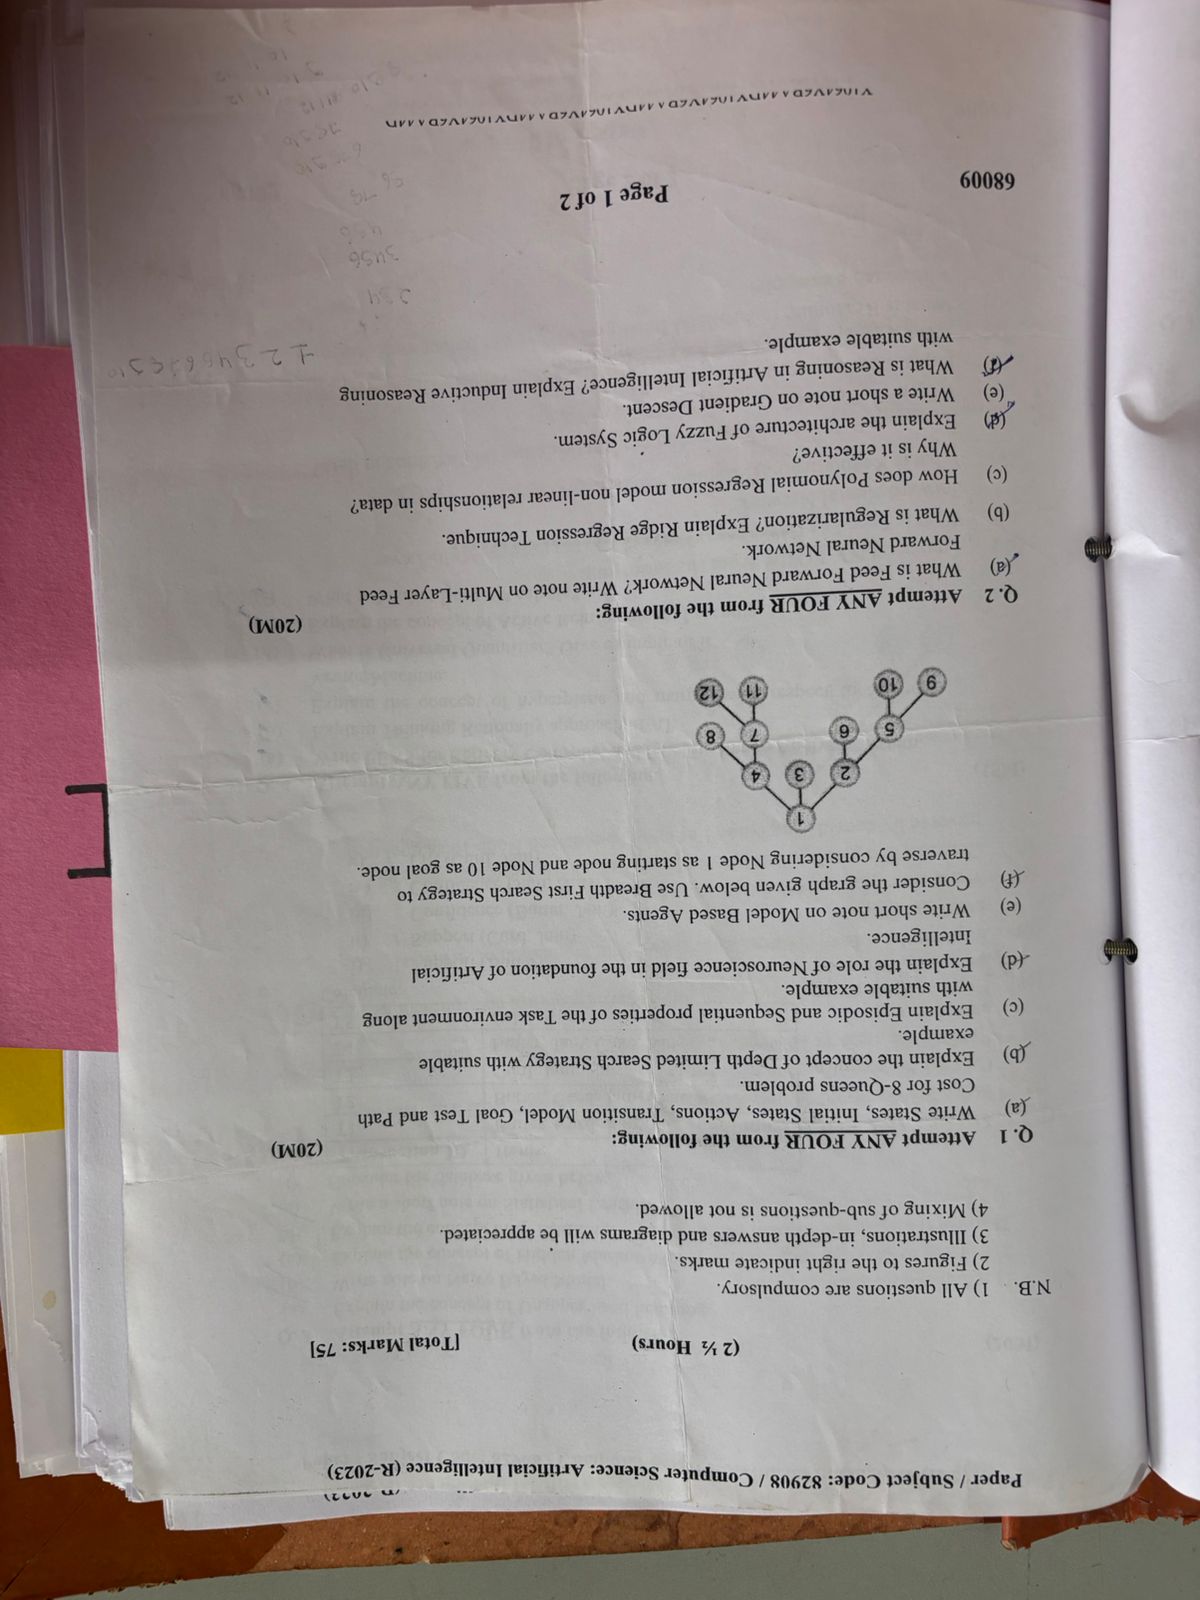 Paper / Subject Code: 82908 / Computer Science: Artificial Intelligence (R-2023)
(2 ½ Hours) [Total Marks: 75]
N.B. 1) All questions are compulsory.
2) Figures to the right indicate marks.
3) Illustrations, in-depth answers and diagrams will be appreciated.
4) Mixing of sub-questions is not allowed.
Q. 1 Attempt ANY FOUR from the following: (20M)
(a) Write States, Initial States, Actions, Transition Model, Goal Test and Path
Cost for 8-Queens problem.
(b) Explain the concept of Depth Limited Search Strategy with suitable
example.
(c) Explain Episodic and Sequential properties of the Task environment along
with suitable example.
(d) Explain the role of Neuroscience field in the foundation of Artificial
Intelligence.
(e) Write short note on Model Based Agents.
(f) Consider the graph given below. Use Breadth First Search Strategy to
traverse by considering Node 1 as starting node and Node 10 as goal node.
1
2 3 4
5 6 7 8
9 10 11 12
Q. 2 Attempt ANY FOUR from the following: (20M)
(a) What is Feed Forward Neural Network? Write note on Multi-Layer Feed
Forward Neural Network.
(b) What is Regularization? Explain Ridge Regression Technique.
(c) How does Polynomial Regression model non-linear relationships in data?
Why is it effective?
(d) Explain the architecture of Fuzzy Logic System.
(e) Write a short note on Gradient Descent.
(f) What is Reasoning in Artificial Intelligence? Explain Inductive Reasoning
with suitable example.
234
3456
456
68009 Page 1 of 2